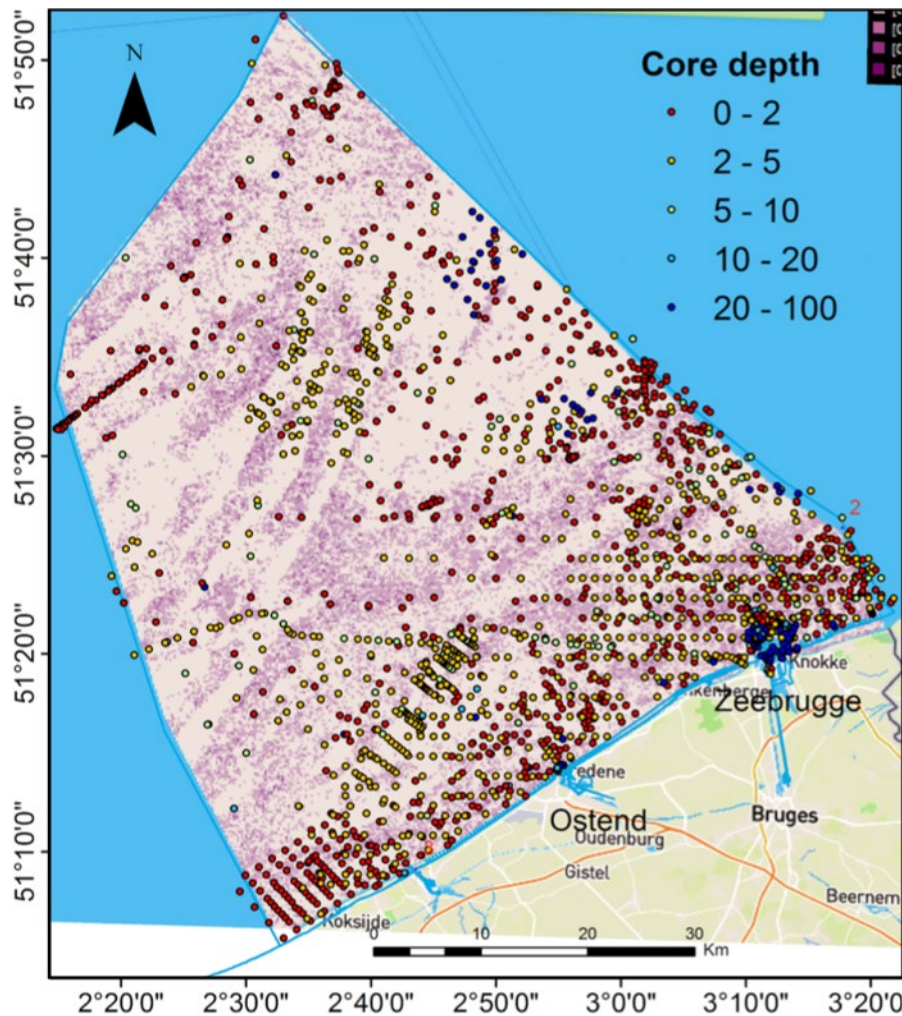 51°50'0"
51°40'0"
51°30'0"
51°20'0"
51°10'0"
N
Core depth
0 - 2
2 - 5
5 - 10
10 - 20
20 - 100
2
Knokke
nkenberge
Zeebrugge
edene
Ostend
Oudenburg
Bruges
Gistel
Beernem
8
Koksijde
0 10 20 30
Km
2°20'0" 2°30'0" 2°40'0" 2°50'0" 3°0'0" 3°10'0" 3°20'0"